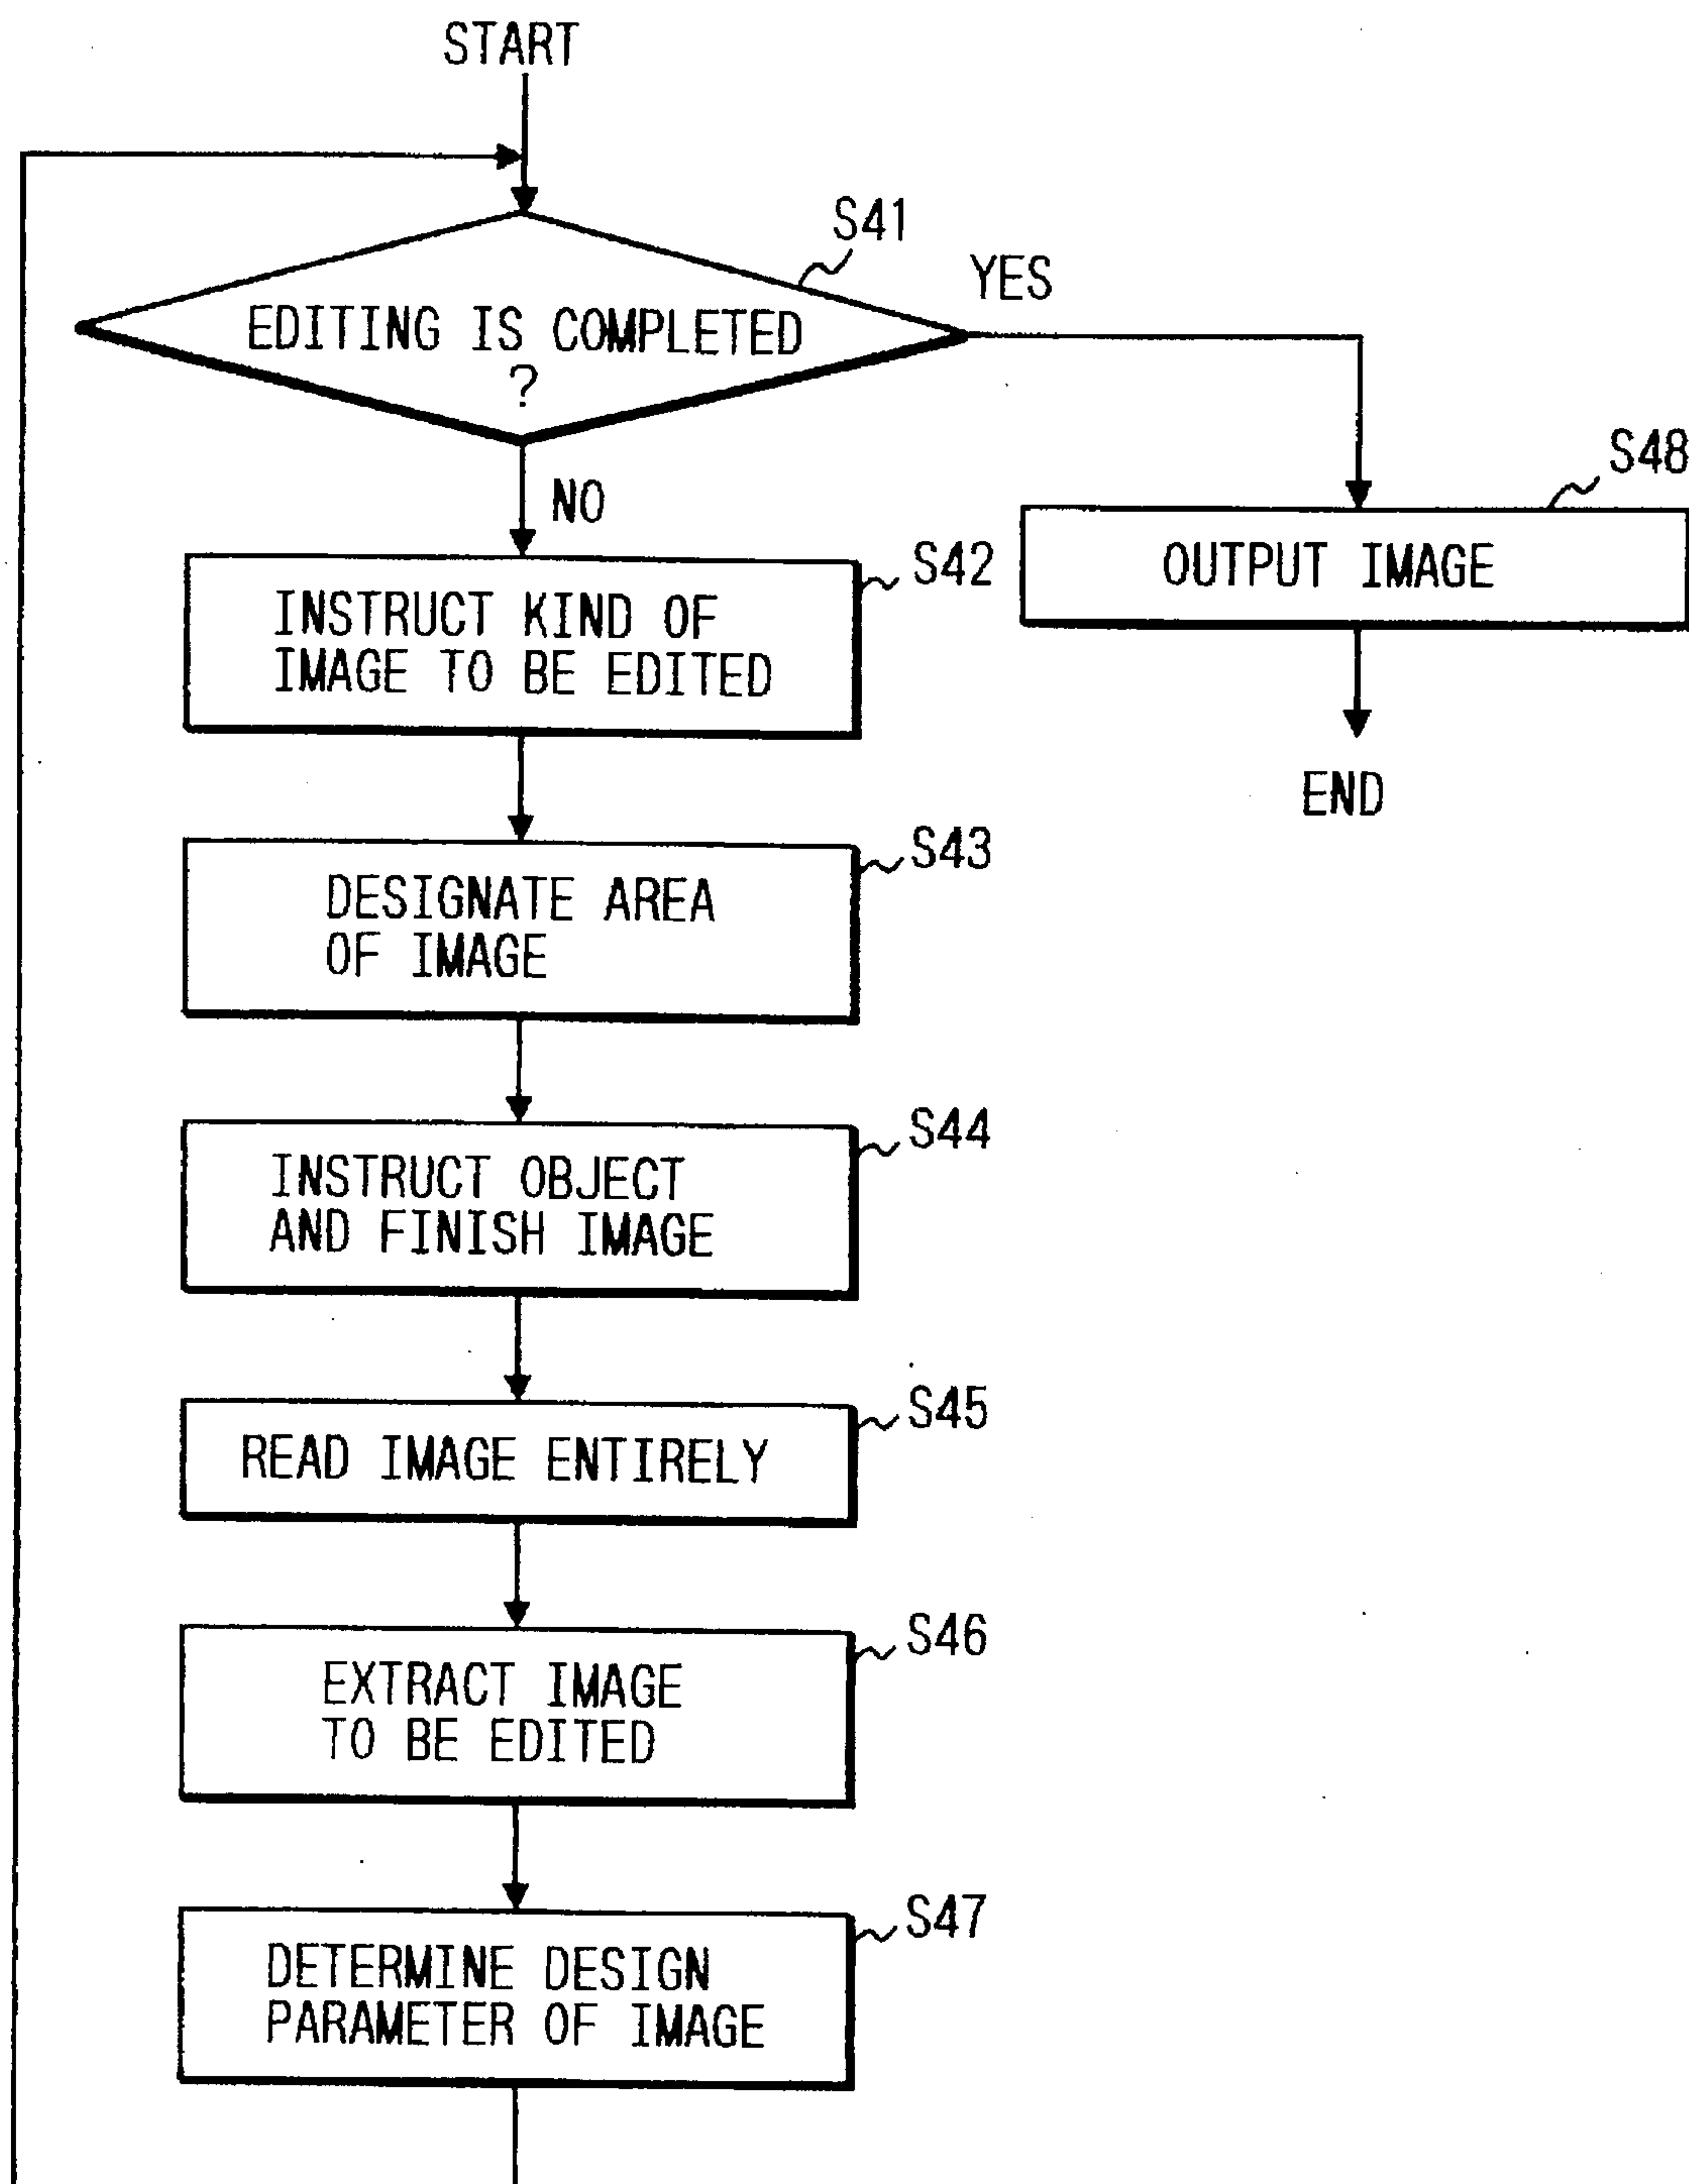 START
S41
YES
EDITING IS COMPLETED
?
NO
S48
OUTPUT IMAGE
END
S42
INSTRUCT KIND OF
IMAGE TO BE EDITED
S43
DESIGNATE AREA
OF IMAGE
S44
INSTRUCT OBJECT
AND FINISH IMAGE
S45
READ IMAGE ENTIRELY
S46
EXTRACT IMAGE
TO BE EDITED
S47
DETERMINE DESIGN
PARAMETER OF IMAGE